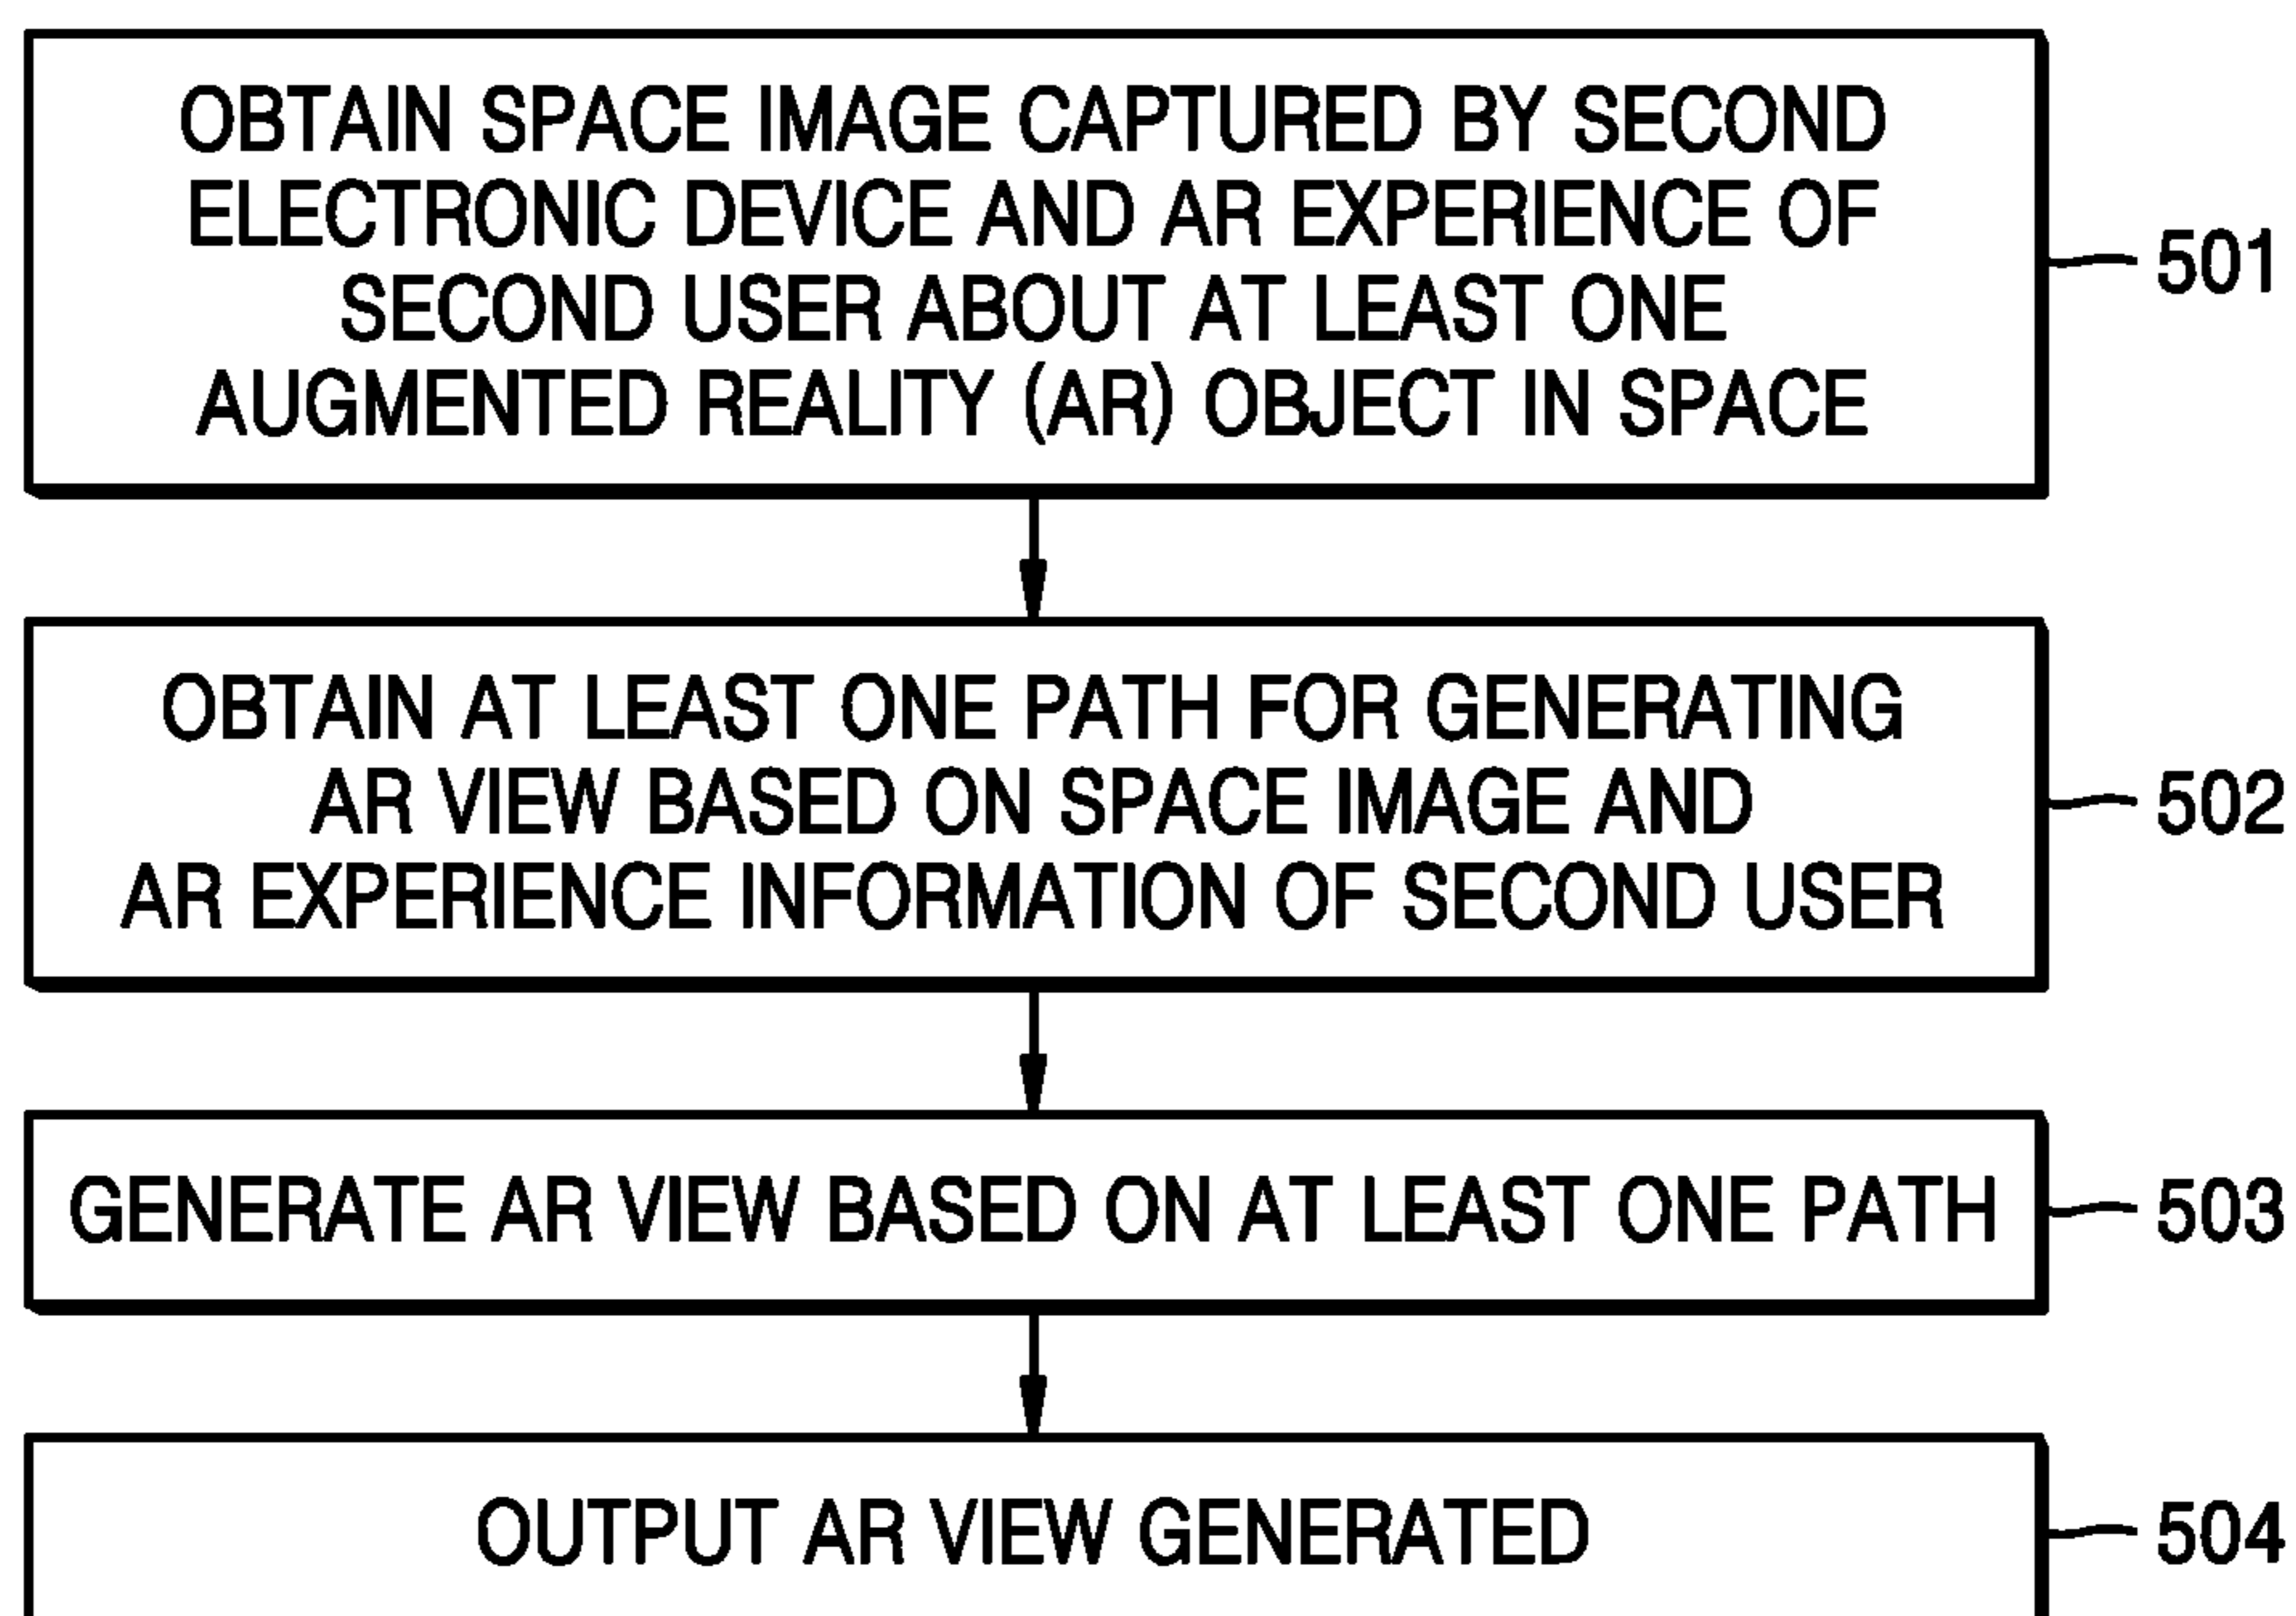 OBTAIN SPACE IMAGE CAPTURED BY SECOND
ELECTRONIC DEVICE AND AR EXPERIENCE OF
SECOND USER ABOUT AT LEAST ONE
AUGMENTED REALITY (AR) OBJECT IN SPACE
501
OBTAIN AT LEAST ONE PATH FOR GENERATING
AR VIEW BASED ON SPACE IMAGE AND
AR EXPERIENCE INFORMATION OF SECOND USER
502
GENERATE AR VIEW BASED ON AT LEAST ONE PATH
503
OUTPUT AR VIEW GENERATED
504